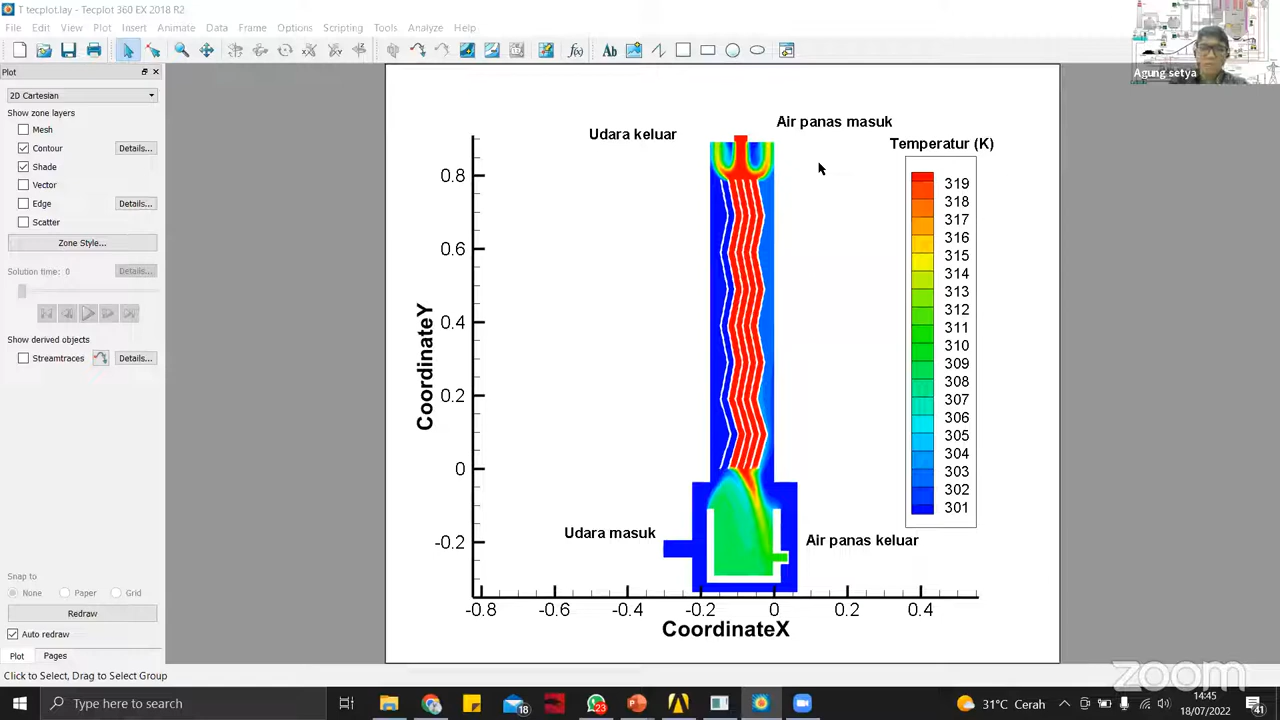 T tecplot.lay - Tecplot 360 EX 2018 R2
File Edit View Plot Insert Animate Data Frame Options Scripting Tools Analyze Help
Plot
2D Cartesian
Show zone layers
Mesh
Contour
Details...
Shade
Vector
Edge
Details...
Scatter
Zone Style...
Solution time: 0
Details...
Show derived objects
Streamtraces
Details...
Snap to
None Paper Grid
Redraw
Auto redraw
Plot Pages
Click to Select, Drag to Select Group
Agung setya
Udara keluar
Air panas masuk
Temperatur (K)
319
318
317
316
315
314
313
312
311
310
309
308
307
306
305
304
303
302
301
CoordinateY
0.8
0.6
0.4
0.2
0
-0.2
Udara masuk
Air panas keluar
-0.8 -0.6 -0.4 -0.2 0 0.2 0.4
CoordinateX
zoom
Type here to search
18
23
31°C Cerah
14:45
18/07/2022
41